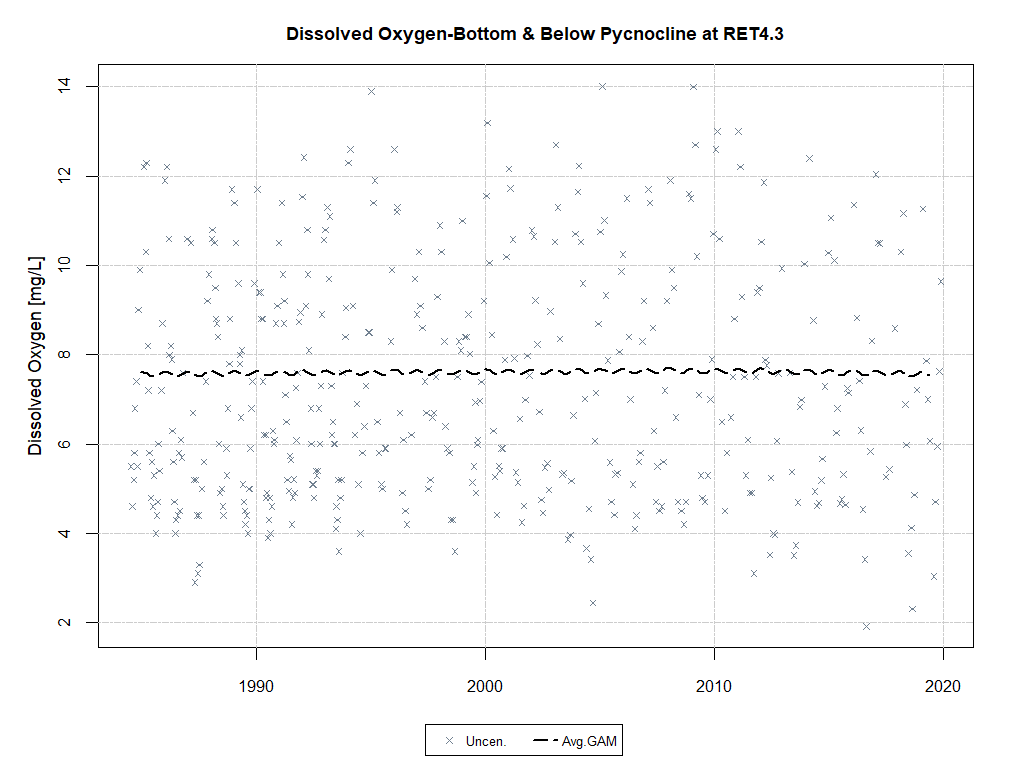 Dissolved Oxygen-Bottom & Below Pycnocline at RET4.3
Dissolved Oxygen [mg/L]
14
12
10
8
6
4
2
1990 2000 2010 2020
Uncen. Avg.GAM